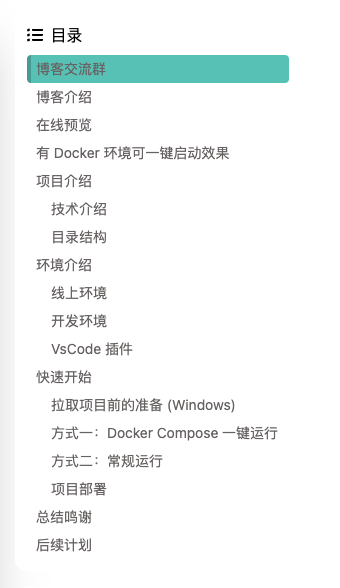 目录
博客交流群
博客介绍
在线预览
有 Docker 环境可一键启动效果
项目介绍
技术介绍
目录结构
环境介绍
线上环境
开发环境
VsCode 插件
快速开始
拉取项目前的准备 (Windows)
方式一：Docker Compose 一键运行
方式二：常规运行
项目部署
总结鸣谢
后续计划